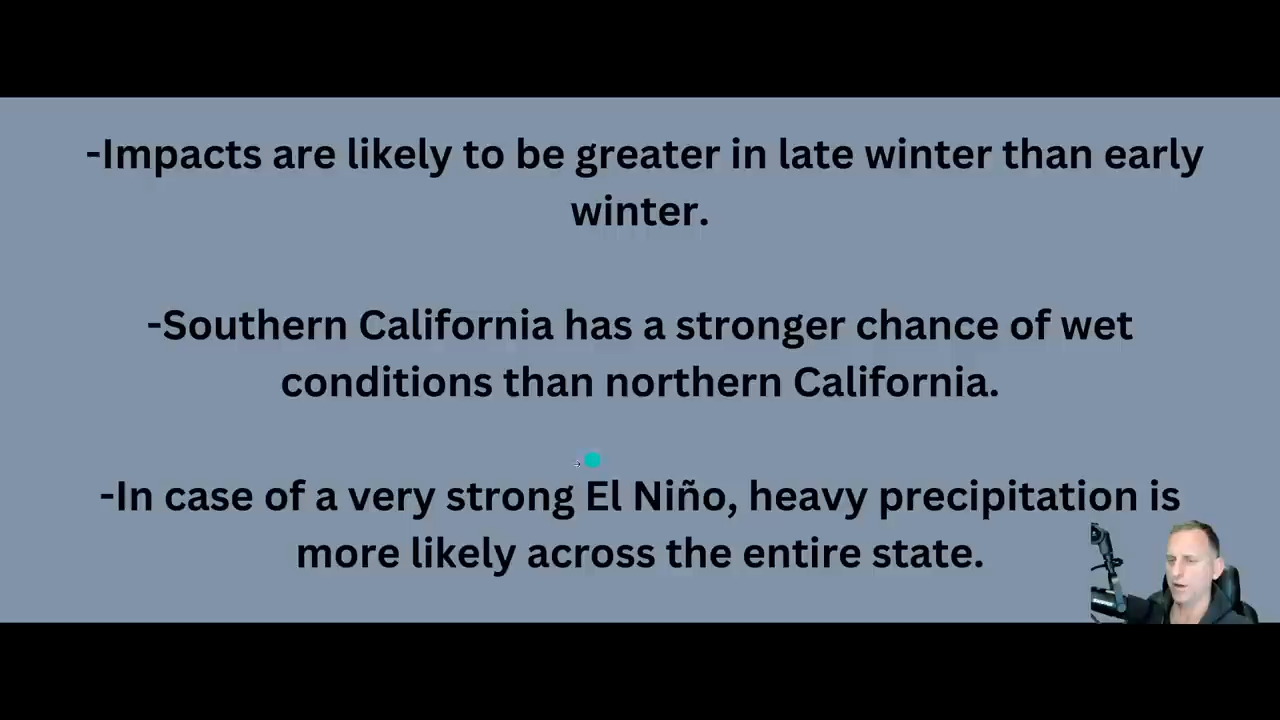 -Impacts are likely to be greater in late winter than early
winter.
-Southern California has a stronger chance of wet
conditions than northern California.
-In case of a very strong El Niño, heavy precipitation is
more likely across the entire state.